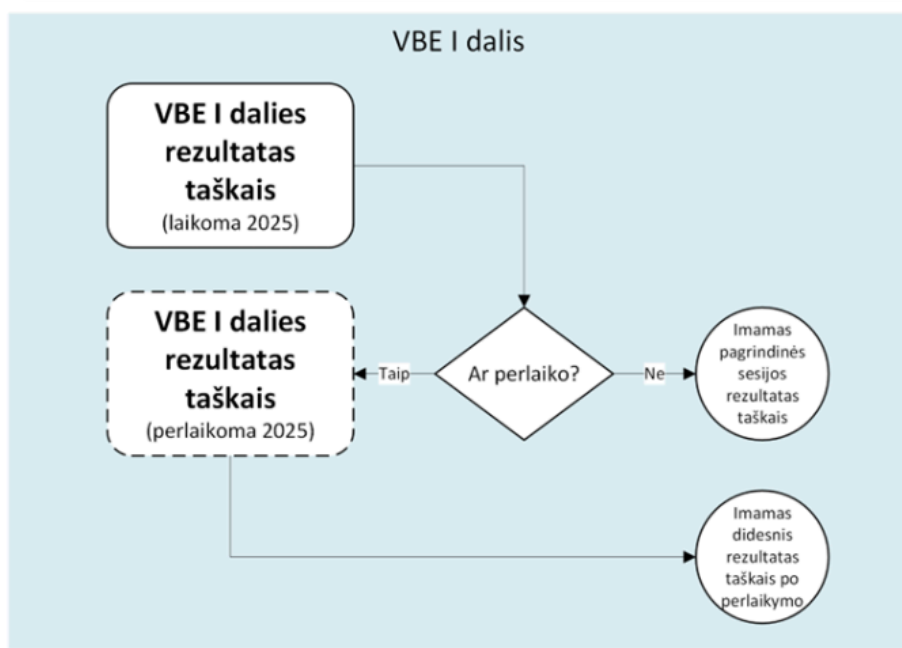 VBE I dalis
VBE I dalies
rezultatas
taškais
(laikoma 2025)
VBE I dalies
rezultatas
taškais
(perlaikoma 2025)
Taip
Ar perlaiko?
Ne
Imamas
pagrindinės
sesijos
rezultatas
taškais
Imamas
didesnis
rezultatas
taškais po
perlaikymo